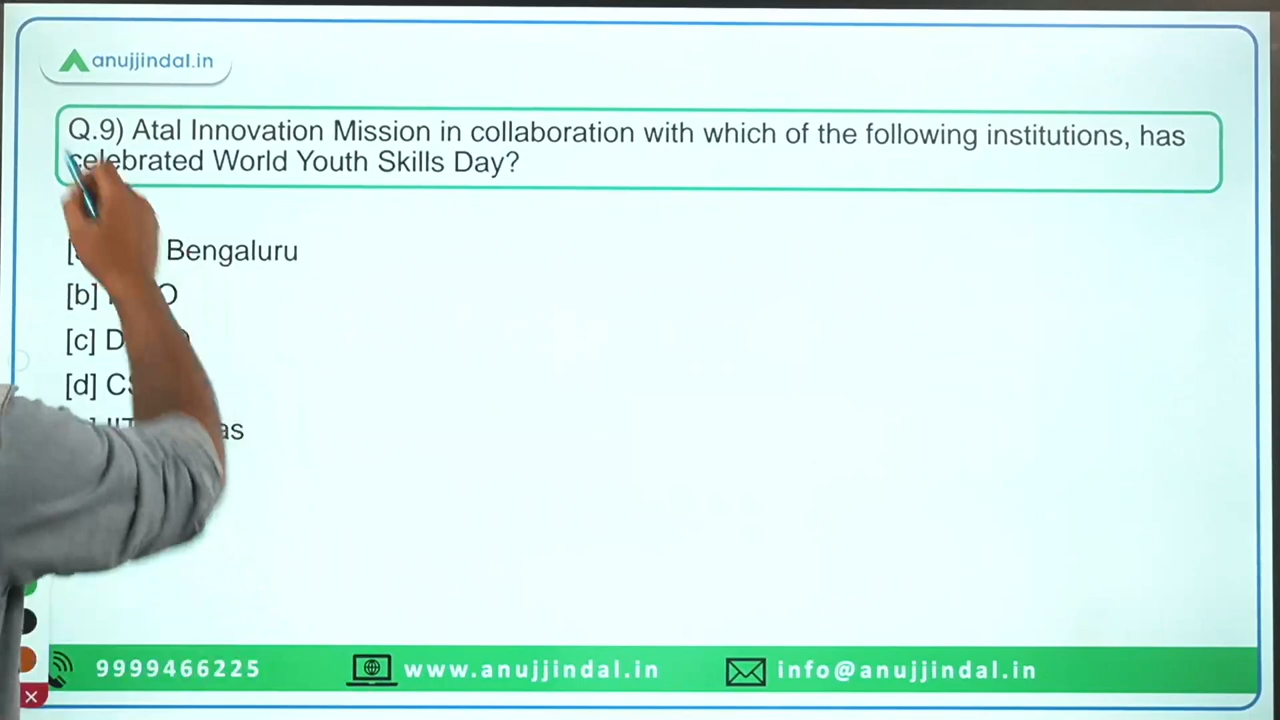 anujjindal.in
Q.9) Atal Innovation Mission in collaboration with which of the following institutions, has
celebrated World Youth Skills Day?
Bengaluru
[b]
[c]
[d]
9999466225
www.anujjindal.in
info@anujjindal.in